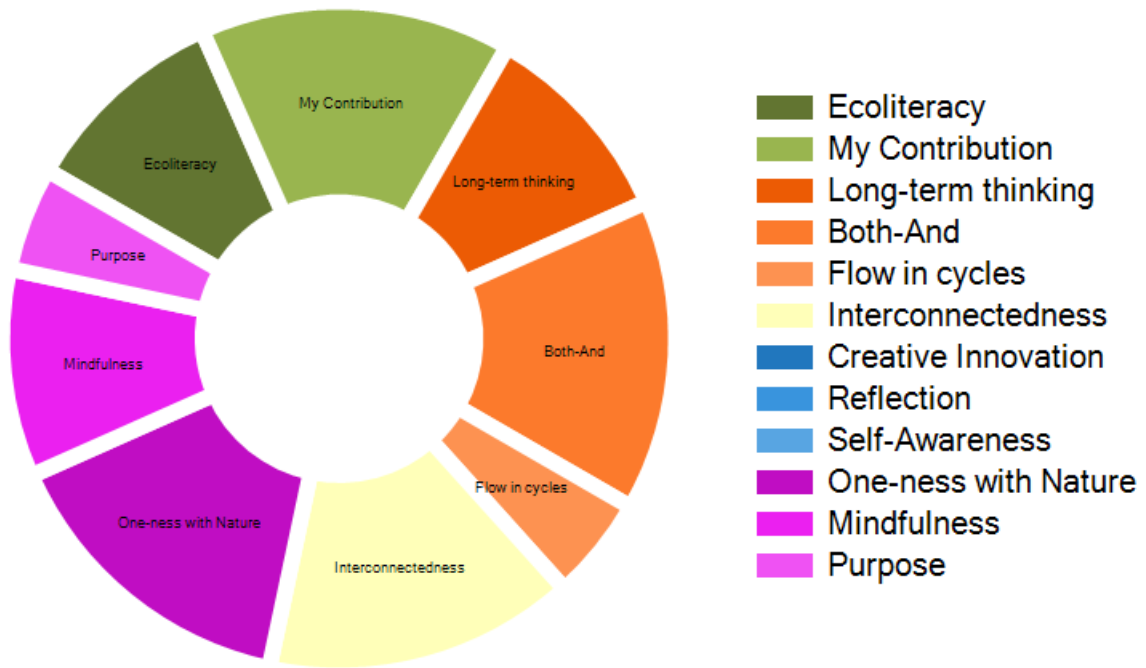 My Contribution
Ecoliteracy
Long-term thinking
Purpose
Both-And
Mindfulness
Flow in cycles
One-ness with Nature
Interconnectedness
Ecoliteracy
My Contribution
Long-term thinking
Both-And
Flow in cycles
Interconnectedness
Creative Innovation
Reflection
Self-Awareness
One-ness with Nature
Mindfulness
Purpose